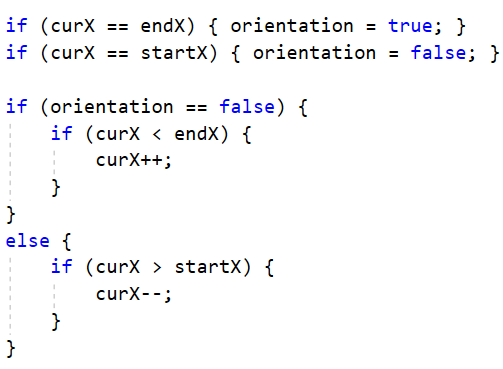 if (curX == endX) { orientation = true; }
if (curX == startX) { orientation = false; }

if (orientation == false) {
    if (curX < endX) {
        curX++;
    }
}
else {
    if (curX > startX) {
        curX--;
    }
}